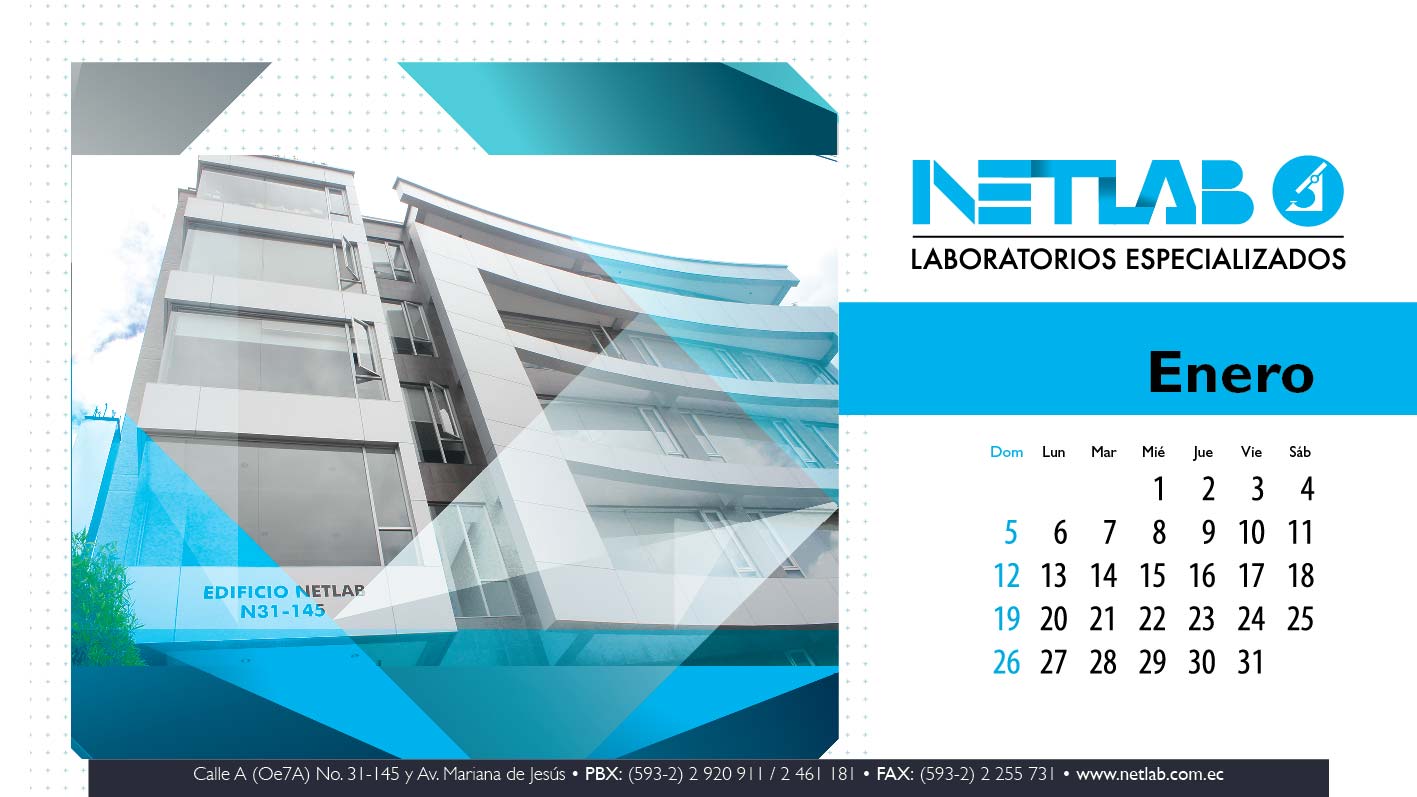 NETLAB
LABORATORIOS ESPECIALIZADOS
Enero
Dom Lun Mar Mié Jue Vie Sáb
1 2 3 4
5 6 7 8 9 10 11
12 13 14 15 16 17 18
19 20 21 22 23 24 25
26 27 28 29 30 31
EDIFICIO NETLAB
N31-145
Calle A (Oe7A) No. 31-145 y Av. Mariana de Jesús • PBX: (593-2) 2 920 911 / 2 461 181 • FAX: (593-2) 2 255 731 • www.netlab.com.ec